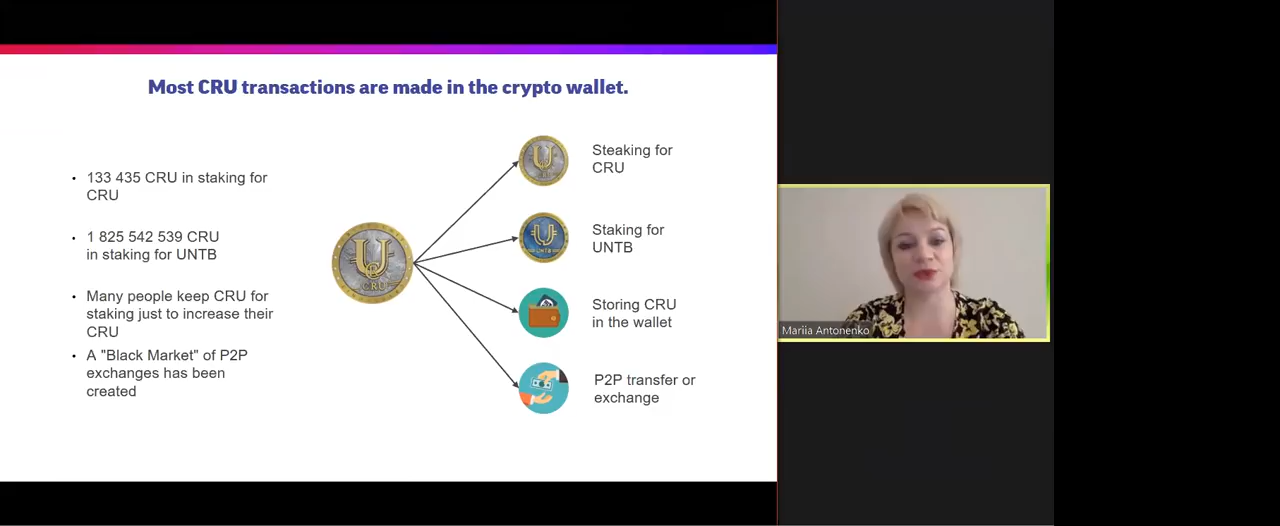 Most CRU transactions are made in the crypto wallet.
133 435 CRU in staking for
CRU
1 825 542 539 CRU
in staking for UNTB
Many people keep CRU for
staking just to increase their
CRU
A "Black Market" of P2P
exchanges has been
created
CRU
Steaking for
CRU
UNTB
Staking for
UNTB
Storing CRU
in the wallet
P2P transfer or
exchange
Mariia Antonenko